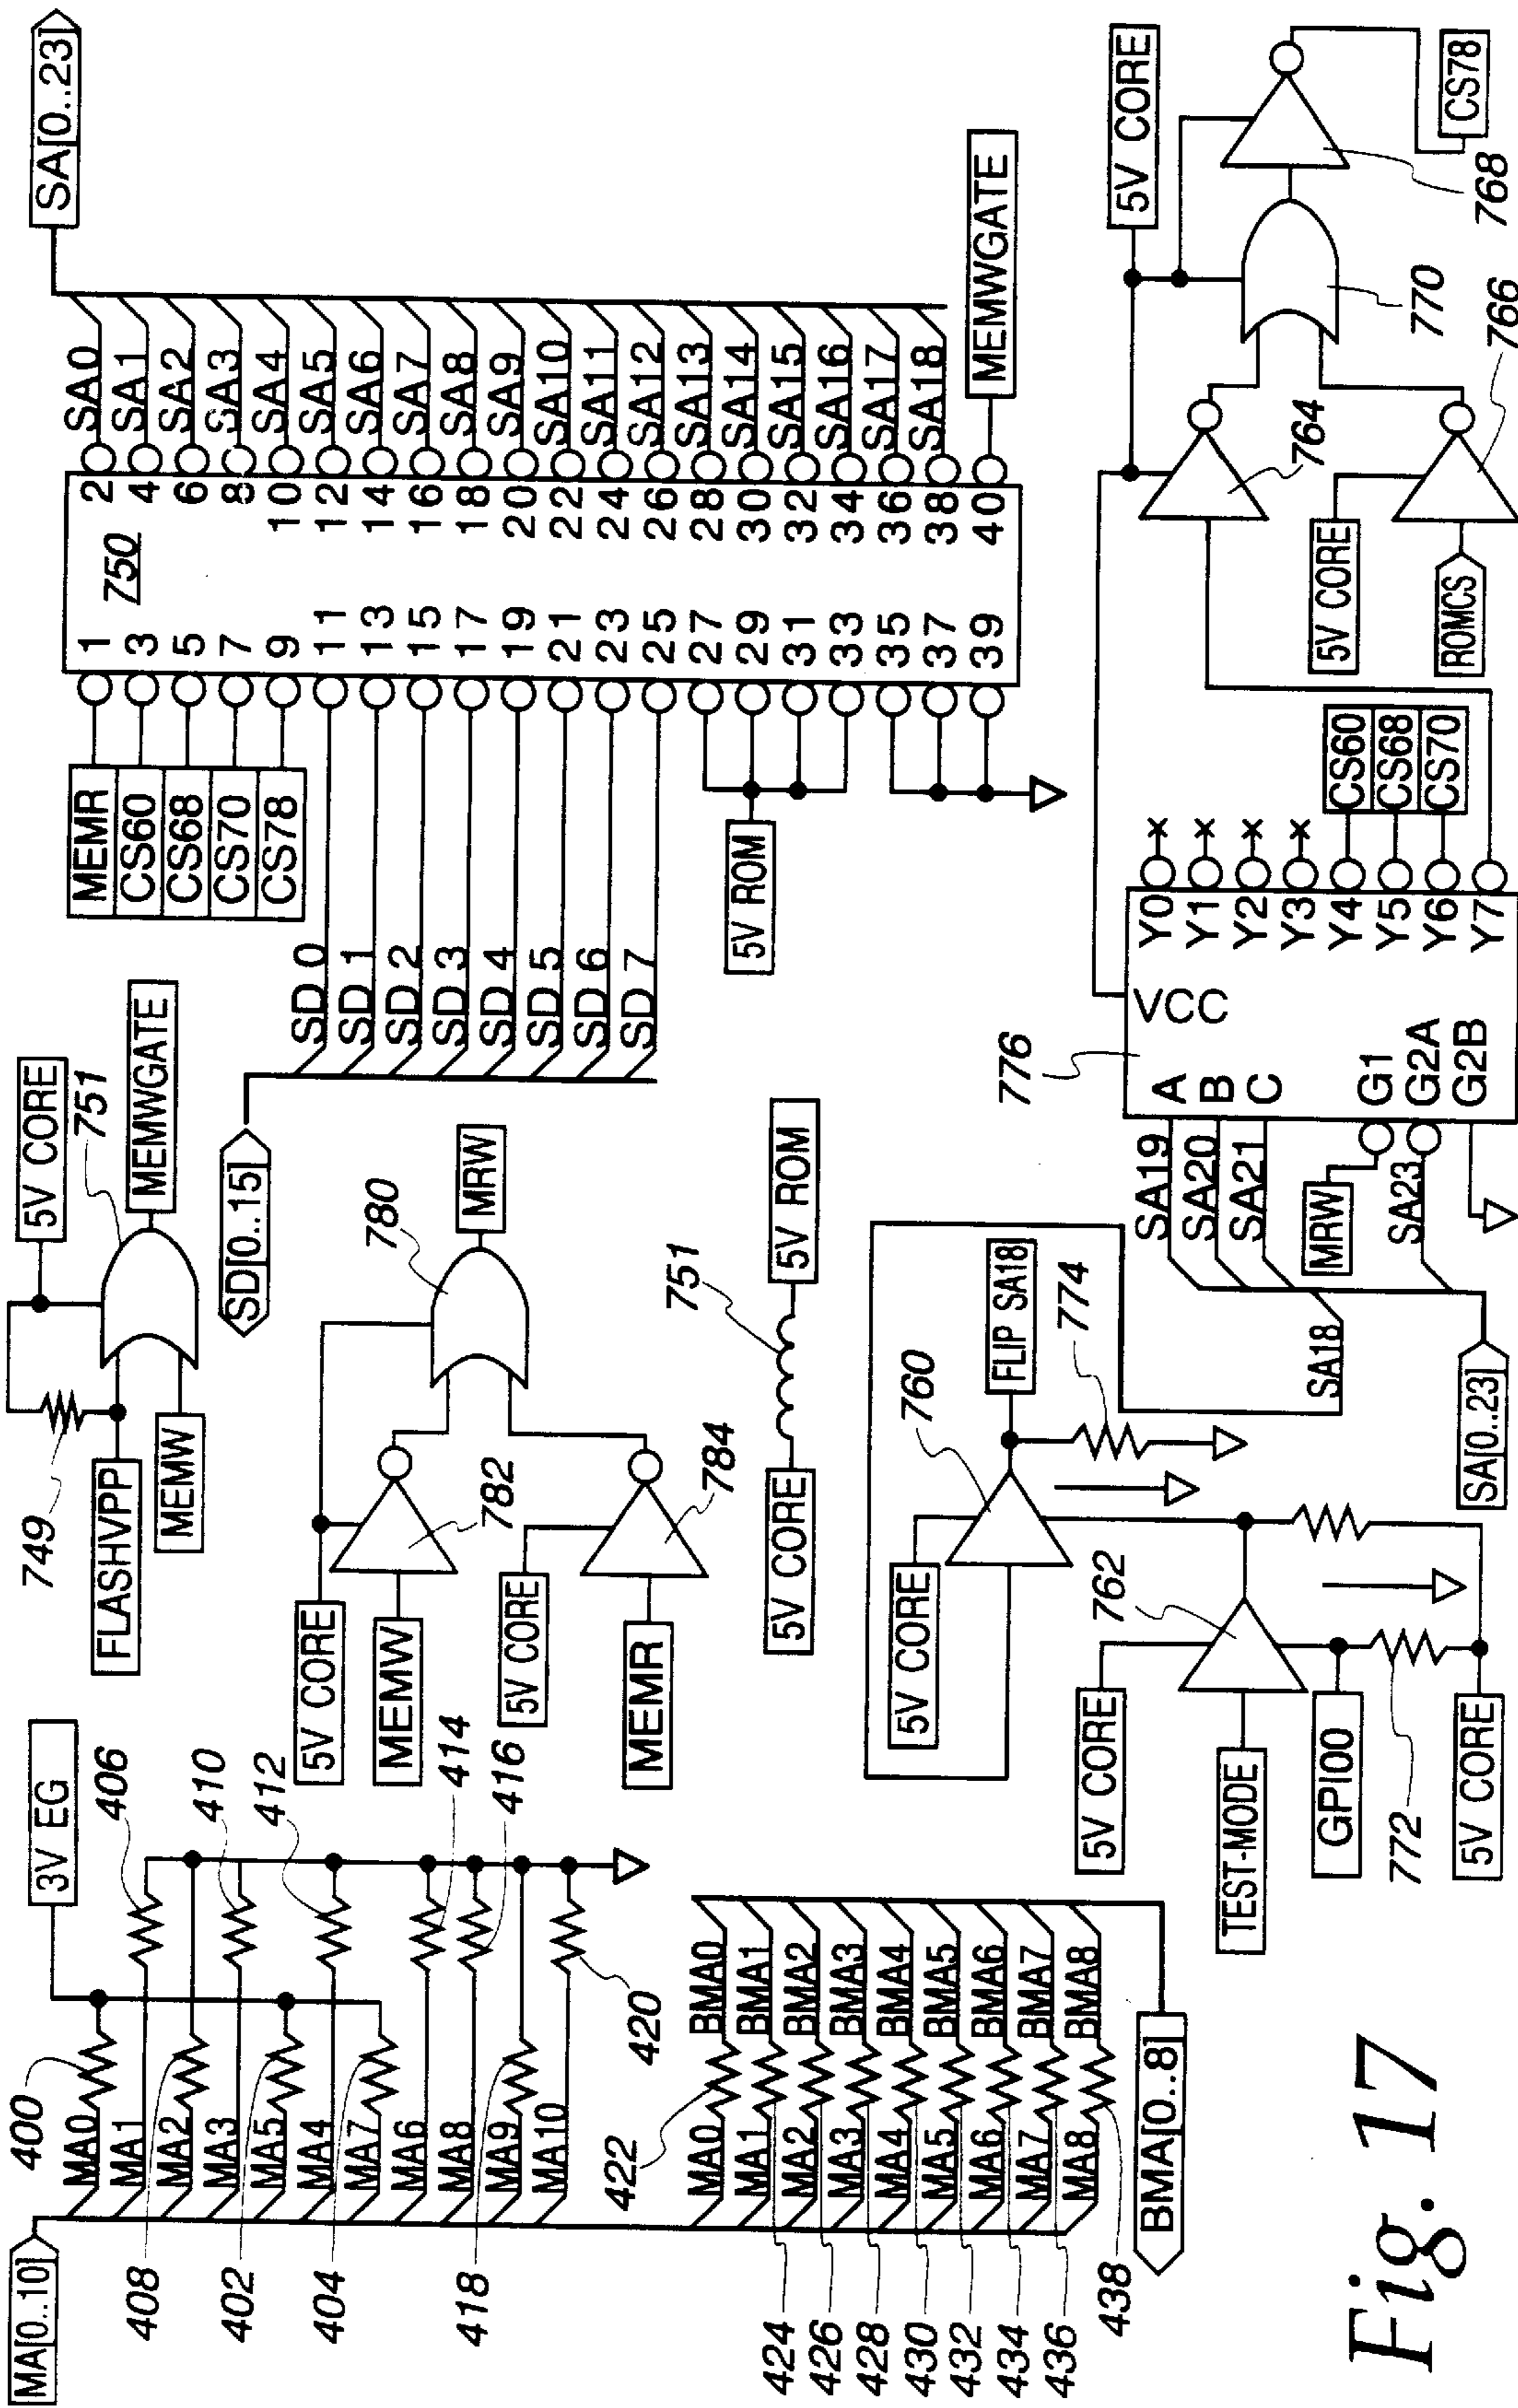 MA[0..10]
400
MA0
MA1
MA2
MA3
MA5
MA4
MA7
MA6
MA8
MA9
MA10
408
402
404
418
3V EG
406
410
412
414
416
420
422
MA0 BMA0
MA1 BMA1
MA2 BMA2
MA3 BMA3
MA4 BMA4
MA5 BMA5
MA6 BMA6
MA7 BMA7
MA8 BMA8
424
426
428
430
432
434
436
438
BMA[0..8]
749
FLASHVPP
MEMW
5V CORE
751
MEMWGATE
5V CORE
MEMW
782
780
MRW
5V CORE
MEMR
784
5V CORE
751
5V ROM
5V CORE
760
FLIP SA18
774
5V CORE
762
TEST-MODE
GPI00
772
5V CORE
SD[0..15]
SD 0
SD 1
SD 2
SD 3
SD 4
SD 5
SD 6
SD 7
MEMR
CS60
CS68
CS70
CS78
5V ROM
750
1 2
3 4
5 6
7 8
9 10
11 12
13 14
15 16
17 18
19 20
21 22
23 24
25 26
27 28
29 30
31 32
33 34
35 36
37 38
39 40
SA0
SA1
SA2
SA3
SA4
SA5
SA6
SA7
SA8
SA9
SA10
SA11
SA12
SA13
SA14
SA15
SA16
SA17
SA18
SA[0..23]
MEMWGATE
776
SA19
SA20
SA21
SA18
MRW
SA23
SA[0..23]
A
B
C
G1
G2A
G2B
VCC
Y0
Y1
Y2
Y3
Y4
Y5
Y6
Y7
CS60
CS68
CS70
764
5V CORE
ROMCS
766
5V CORE
770
768
CS78
Fig. 17